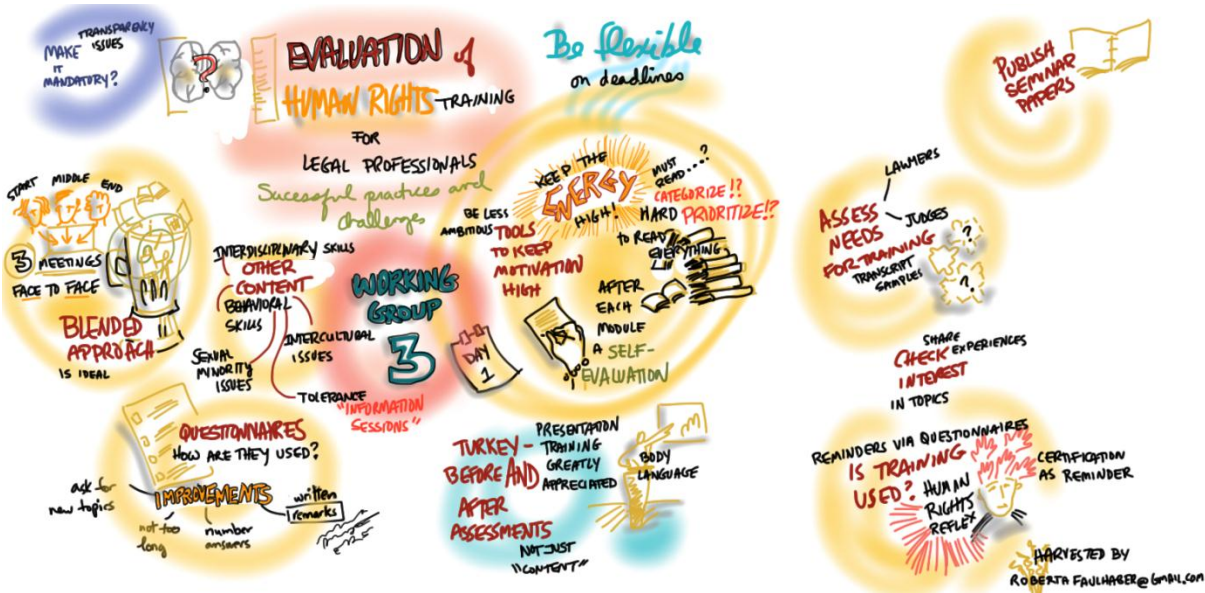 TRANSPARENCY
ISSUES
MAKE
IT
MANDATORY?
?
EVALUATION of
HUMAN RIGHTS TRAINING
FOR
LEGAL PROFESSIONALS
Sucessful practices and
challenges
Be flexible
on deadlines
PUBLISH
SEMINAR
PAPERS
START MIDDLE END
3 MEETINGS
FACE TO FACE
BLENDED
APPROACH
IS IDEAL
INTERDISCIPLINARY SKILLS
OTHER
CONTENT
BEHAVIORAL
SKILLS
INTERCULTURAL
ISSUES
SEXUAL
MINORITY
ISSUES
TOLERANCE
WORKING
GROUP
3
"INFORMATION
SESSIONS"
DAY
1
KEEP THE
ENERGY
HIGH!
MUST
READ...?
CATEGORIZE!?
HARD PRIORITIZE!?
TO READ
EVERYTHING
BE LESS
AMBITIOUS
TOOLS
TO KEEP
MOTIVATION
HIGH
AFTER
EACH
MODULE
A SELF-
EVALUATION
LAWYERS
JUDGES
ASSESS
NEEDS
FOR TRAINING
TRANSCRIPT
SAMPLES
?
?
SHARE
EXPERIENCES
CHECK
INTEREST
IN TOPICS
QUESTIONNAIRES
HOW ARE THEY USED?
IMPROVEMENTS
ask for
new topics
not too
long
number
answers
written
remarks
TURKEY-
BEFORE AND
AFTER
ASSESSMENTS
NOT JUST
"CONTENT"
PRESENTATION
TRAINING
GREATLY
APPRECIATED
BODY
LANGUAGE
REMINDERS VIA QUESTIONNAIRES
IS TRAINING
USED?
HUMAN
RIGHTS
REFLEX
CERTIFICATION
AS REMINDER
HARVESTED BY
ROBERTAFAULHABER@GMAIL.COM